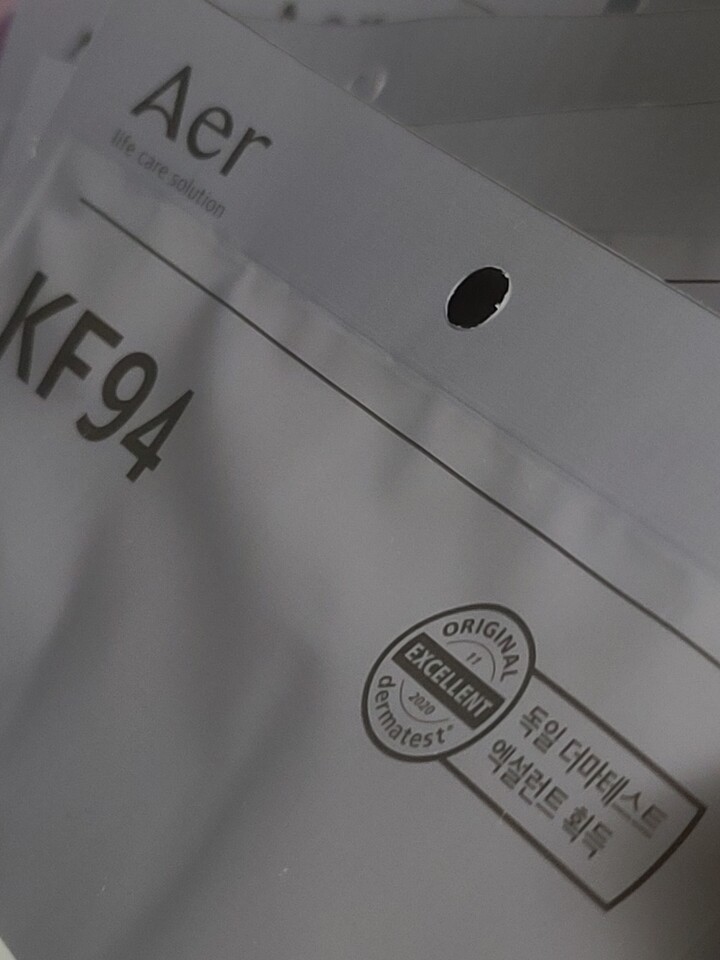 Aer
life care solution
KF94
ORIGINAL
11
EXCELLENT
2020
dermatest®
독일 더마테스트
엑설런트 획득